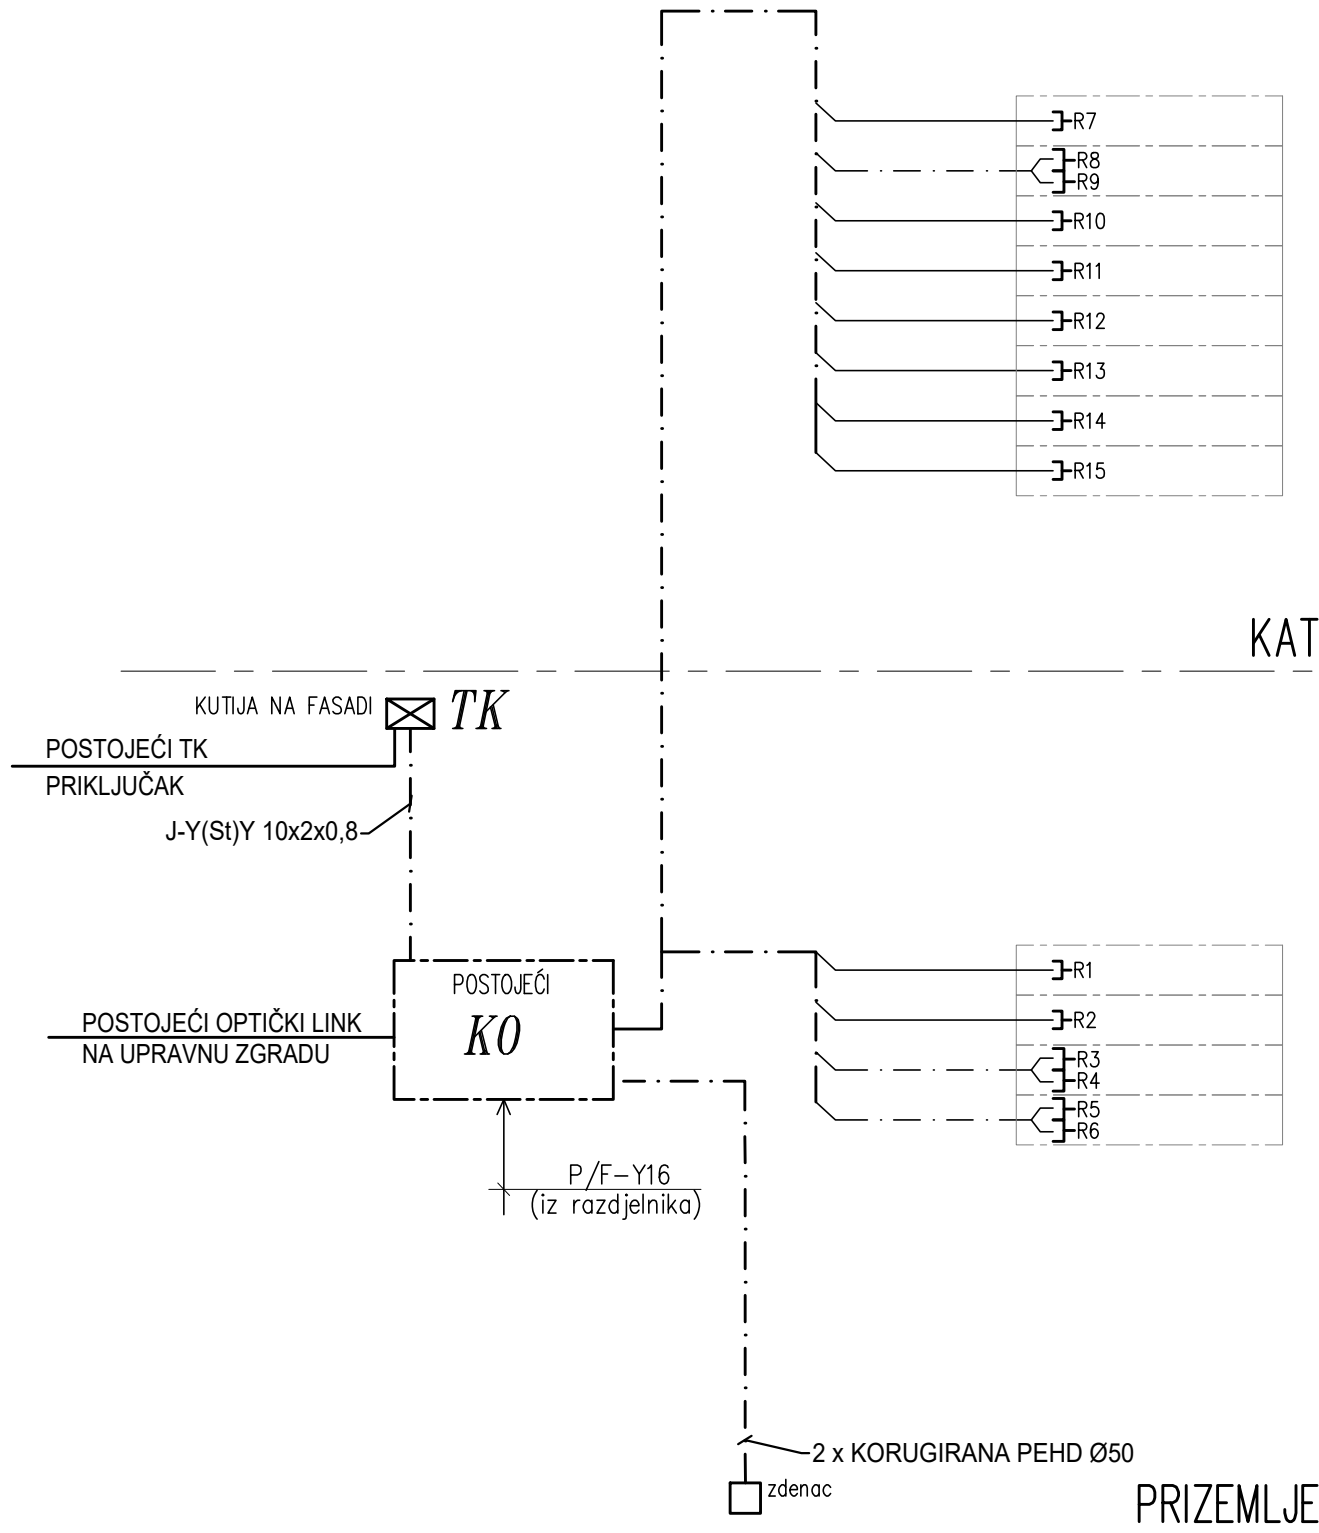 R7
R8
R9
R10
R11
R12
R13
R14
R15
KAT
KUTIJA NA FASADI
TK
POSTOJEĆI TK
PRIKLJUČAK
J-Y(St)Y 10x2x0,8
POSTOJEĆI
KO
POSTOJEĆI OPTIČKI LINK
NA UPRAVNU ZGRADU
R1
R2
R3
R4
R5
R6
P/F-Y16
(iz razdjelnika)
2 x KORUGIRANA PEHD Ø50
zdenac
PRIZEMLJE